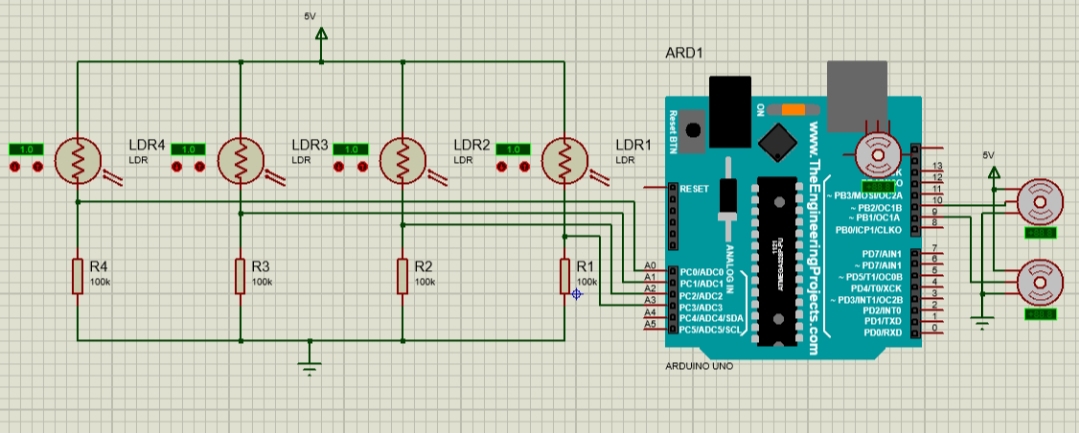 5V
ARD1
1.0
LDR4
LDR
1.0
LDR3
LDR
1.0
LDR2
LDR
1.0
LDR1
LDR
R4
100k
R3
100k
R2
100k
R1
100k
Reset BTN
ON
www.TheEngineeringProjects.com
RESET
ANALOG IN
ATMEGA328P-PU
1121
A0
A1
A2
A3
A4
A5
PC0/ADC0
PC1/ADC1
PC2/ADC2
PC3/ADC3
PC4/ADC4/SDA
PC5/ADC5/SCL
13
12
~ PB3/MOSI/OC2A 11
~ PB2/OC1B 10
~ PB1/OC1A 9
PB0/ICP1/CLKO 8
PD7/AIN1 7
~ PD7/AIN1 6
~ PD5/T1/OC0B 5
PD4/T0/XCK 4
~ PD3/INT1/OC2B 3
PD2/INT0 2
PD1/TXD 1
PD0/RXD 0
5V
ARDUINO UNO